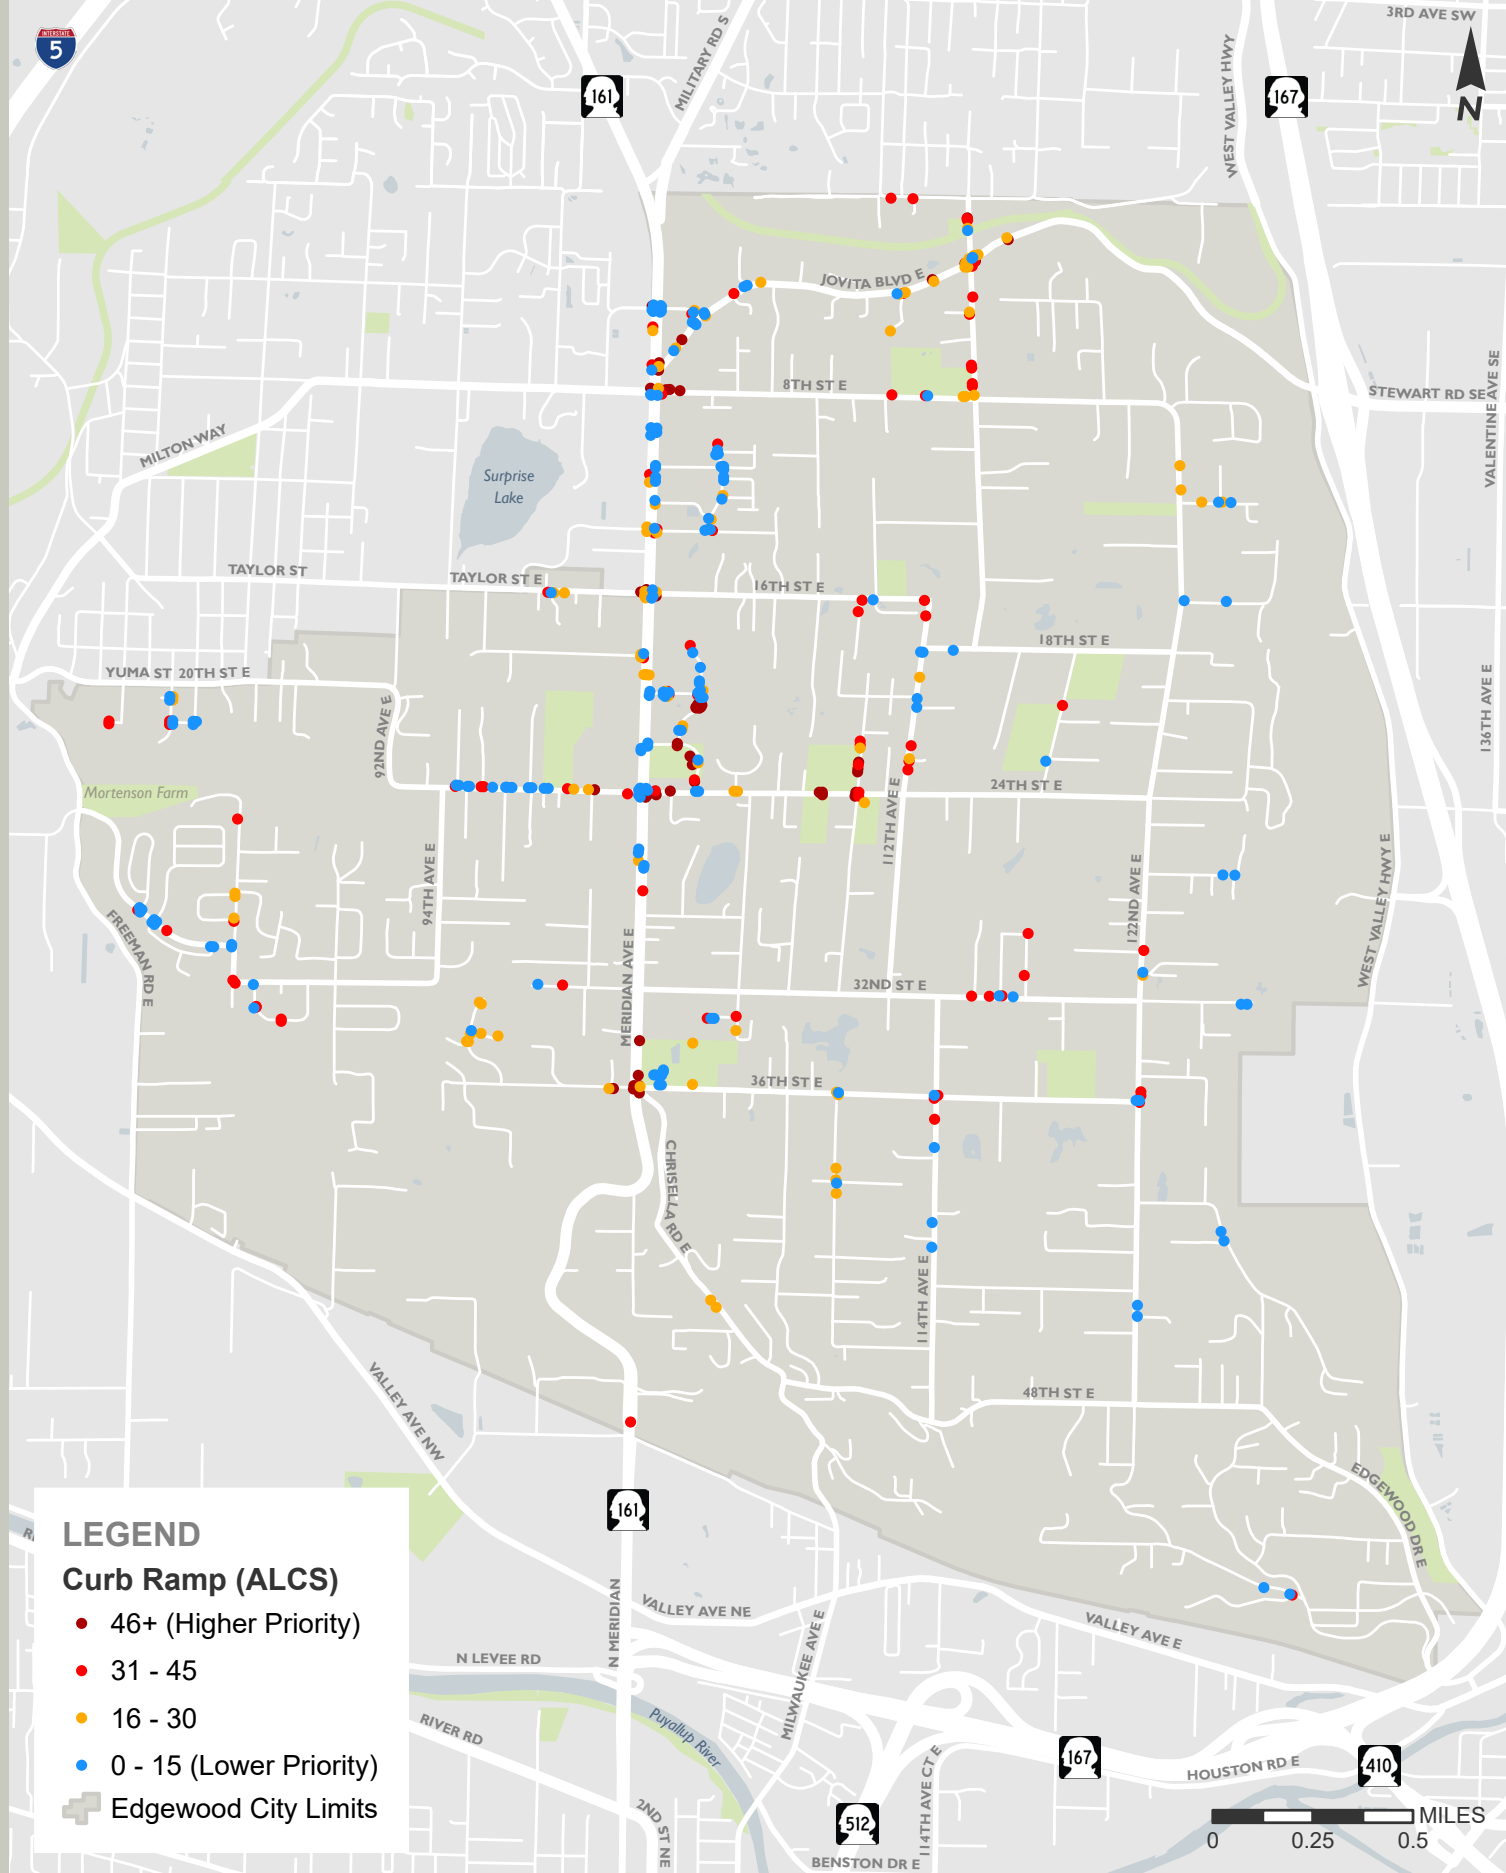 3RD AVE SW
INTERSTATE
5
161
MILITARY RD S
WEST VALLEY HWY
167
N
JOVITA BLVD E
8TH ST E
STEWART RD SE
VALENTINE AVE SE
MILTON WAY
Surprise
Lake
TAYLOR ST
TAYLOR ST E
16TH ST E
18TH ST E
YUMA ST
20TH ST E
92ND AVE E
136TH AVE E
24TH ST E
Mortenson Farm
112TH AVE E
94TH AVE E
122ND AVE E
WEST VALLEY HWY E
FREEMAN RD E
MERIDIAN AVE E
32ND ST E
36TH ST E
CHRISELLA RD E
114TH AVE E
48TH ST E
VALLEY AVE NW
EDGEWOOD DR E
161
LEGEND
Curb Ramp (ALCS)
46+ (Higher Priority)
31 - 45
16 - 30
0 - 15 (Lower Priority)
Edgewood City Limits
N MERIDIAN
VALLEY AVE NE
VALLEY AVE E
MILWAUKEE AVE E
N LEVEE RD
RIVER RD
Puyallup River
2ND ST NE
167
HOUSTON RD E
410
114TH AVE CT E
512
BENSTON DR E
MILES
0 0.25 0.5